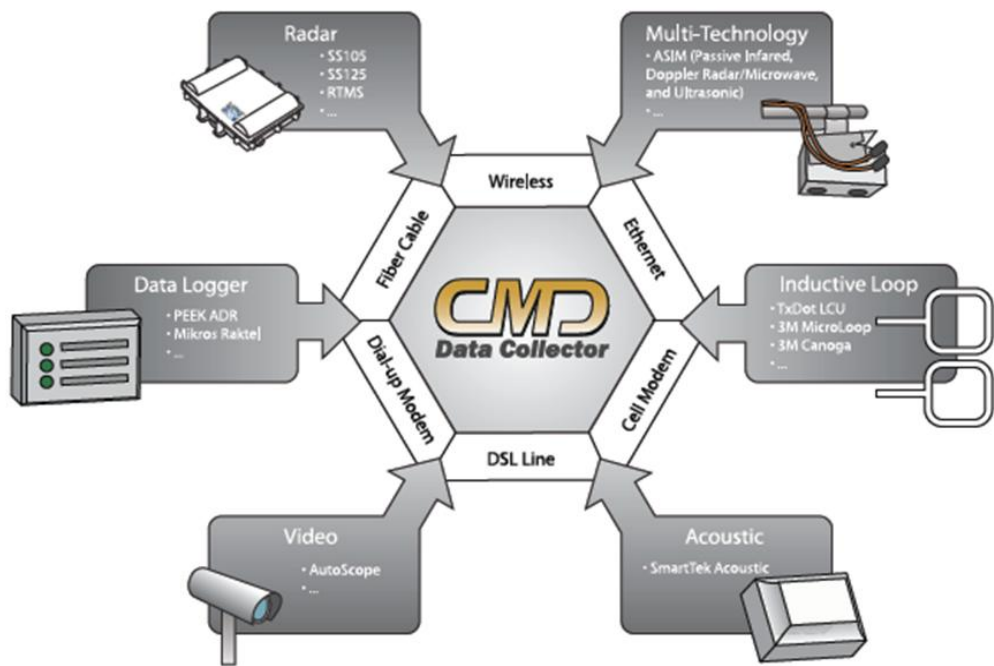 Radar
· SS105
· SS125
· RTMS
· ...
Multi-Technology
· ASIM (Passive Infared,
Doppler Radar/Microwave,
and Ultrasonic)
· ...
Wireless
Fiber Cable
Ethernet
Data Logger
· PEEK ADR
· Mikros Raktel
· ...
CMD
Data Collector
Inductive Loop
· TxDot LCU
· 3M MicroLoop
· 3M Canoga
· ...
Dial-up Modem
Cell Modem
DSL Line
Video
· AutoScope
· ...
Acoustic
· SmartTek Acoustic